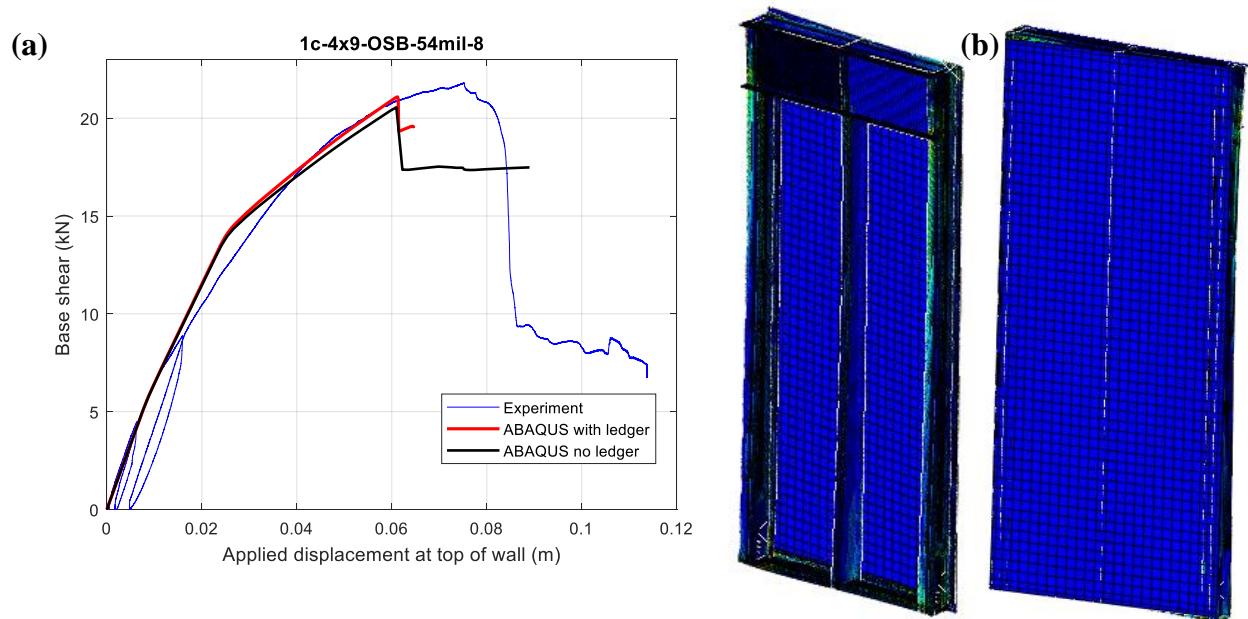 (a)
1c-4x9-OSB-54mil-8
(b)
Base shear (kN)
20
15
10
5
0
Experiment
ABAQUS with ledger
ABAQUS no ledger
0
0.02
0.04
0.06
0.08
0.1
0.12
Applied displacement at top of wall (m)